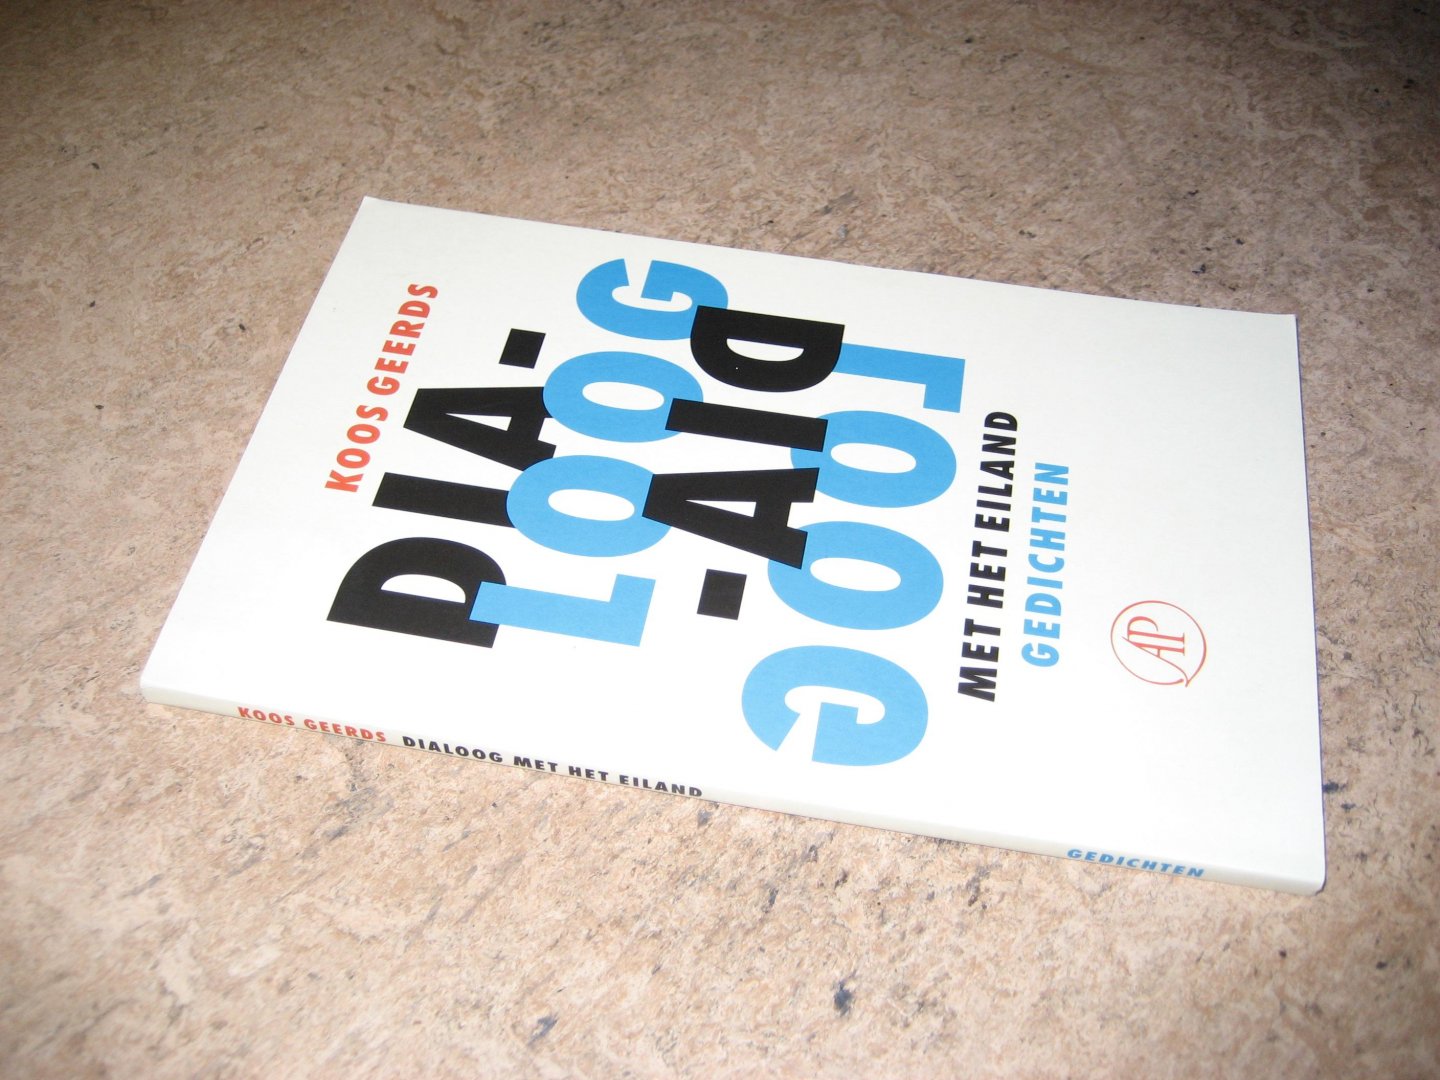 KOOS GEERDS
DIA-
LOOG
DIA-
LOOG
MET HET EILAND
GEDICHTEN
AP
KOOS GEERDS DIALOOG MET HET EILAND GEDICHTEN